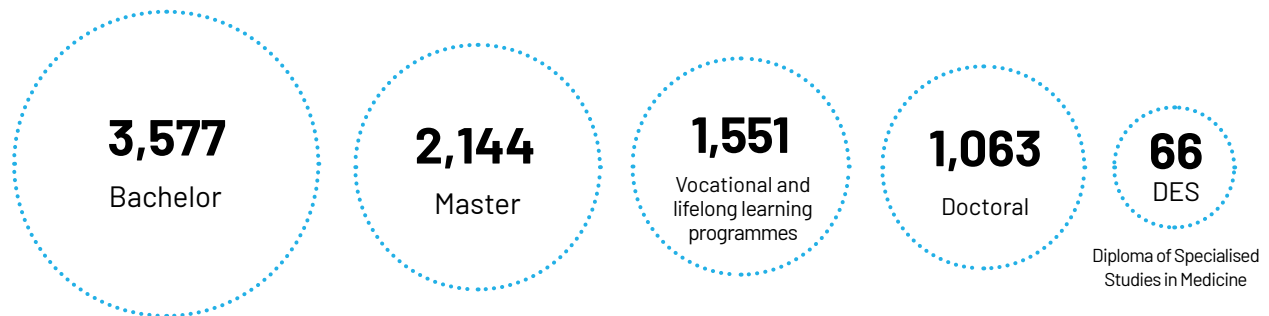 3,577
Bachelor
2,144
Master
1,551
Vocational and
lifelong learning
programmes
1,063
Doctoral
66
DES
Diploma of Specialised
Studies in Medicine